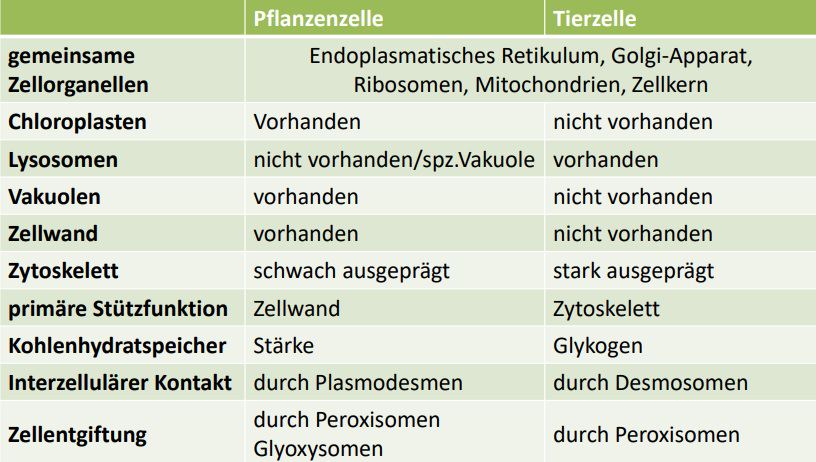 Pflanzenzelle Tierzelle
gemeinsame Zellorganellen Endoplasmatisches Retikulum, Golgi-Apparat, Ribosomen, Mitochondrien, Zellkern
Chloroplasten Vorhanden nicht vorhanden
Lysosomen nicht vorhanden/spz.Vakuole vorhanden
Vakuolen vorhanden nicht vorhanden
Zellwand vorhanden nicht vorhanden
Zytoskelett schwach ausgeprägt stark ausgeprägt
primäre Stützfunktion Zellwand Zytoskelett
Kohlenhydratspeicher Stärke Glykogen
Interzellulärer Kontakt durch Plasmodesmen durch Desmosomen
Zellentgiftung durch Peroxisomen Glyoxysomen durch Peroxisomen